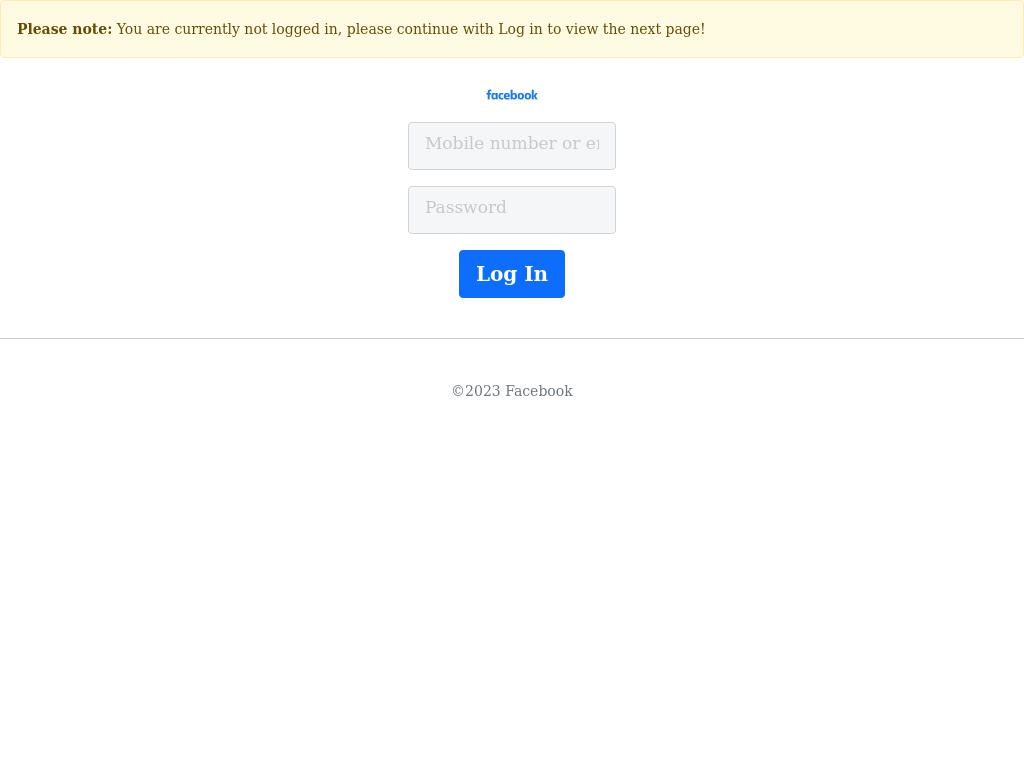 Please note: You are currently not logged in, please continue with Log in to view the next page!
facebook
Mobile number or e
Password
Log In
©2023 Facebook